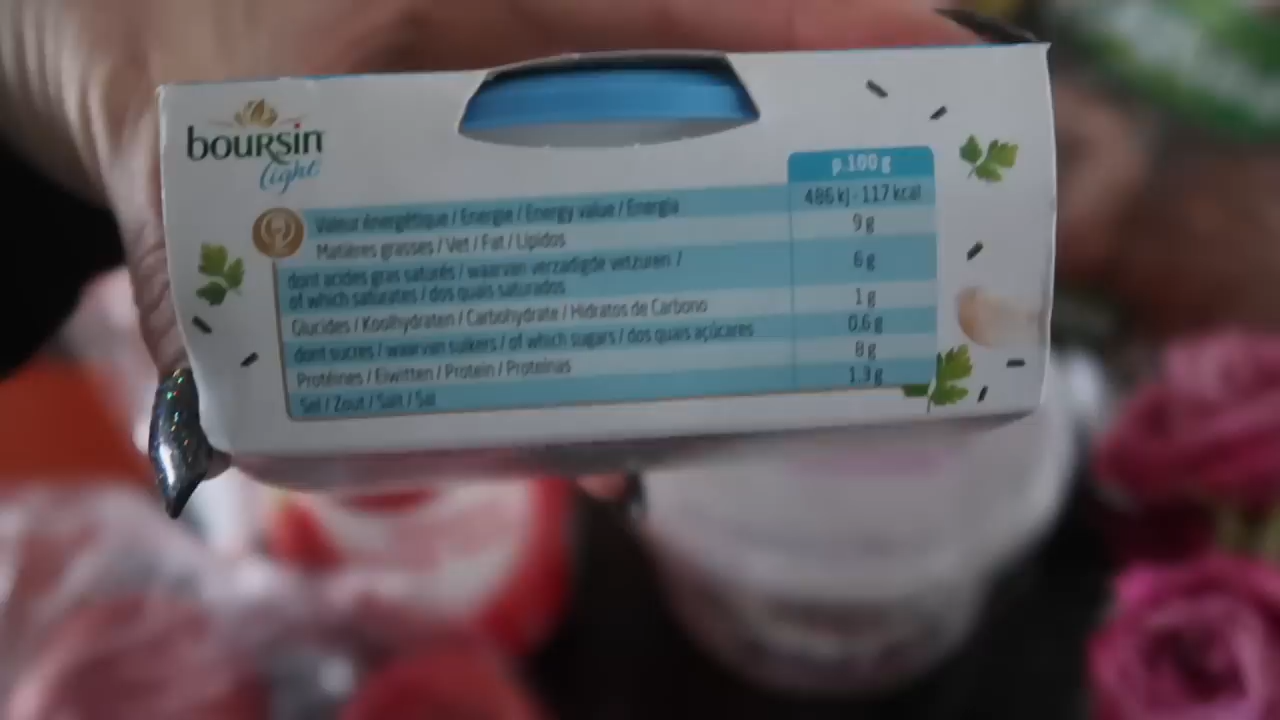 boursin
light
p.100 g
Valeur énergétique / Energie / Energy value / Energia
486 kJ - 117 kcal
Matières grasses / Vet / Fat / Lípidos
9 g
dont acides gras saturés / waarvan verzadigde vetzuren /
of which saturates / dos quais saturados
6 g
Glucides / Koolhydraten / Carbohydrate / Hidratos de Carbono
1 g
dont sucres / waarvan suikers / of which sugars / dos quais açúcares
0,6 g
Protéines / Eiwitten / Protein / Proteínas
8 g
Sel / Zout / Salt / Sal
1,3 g